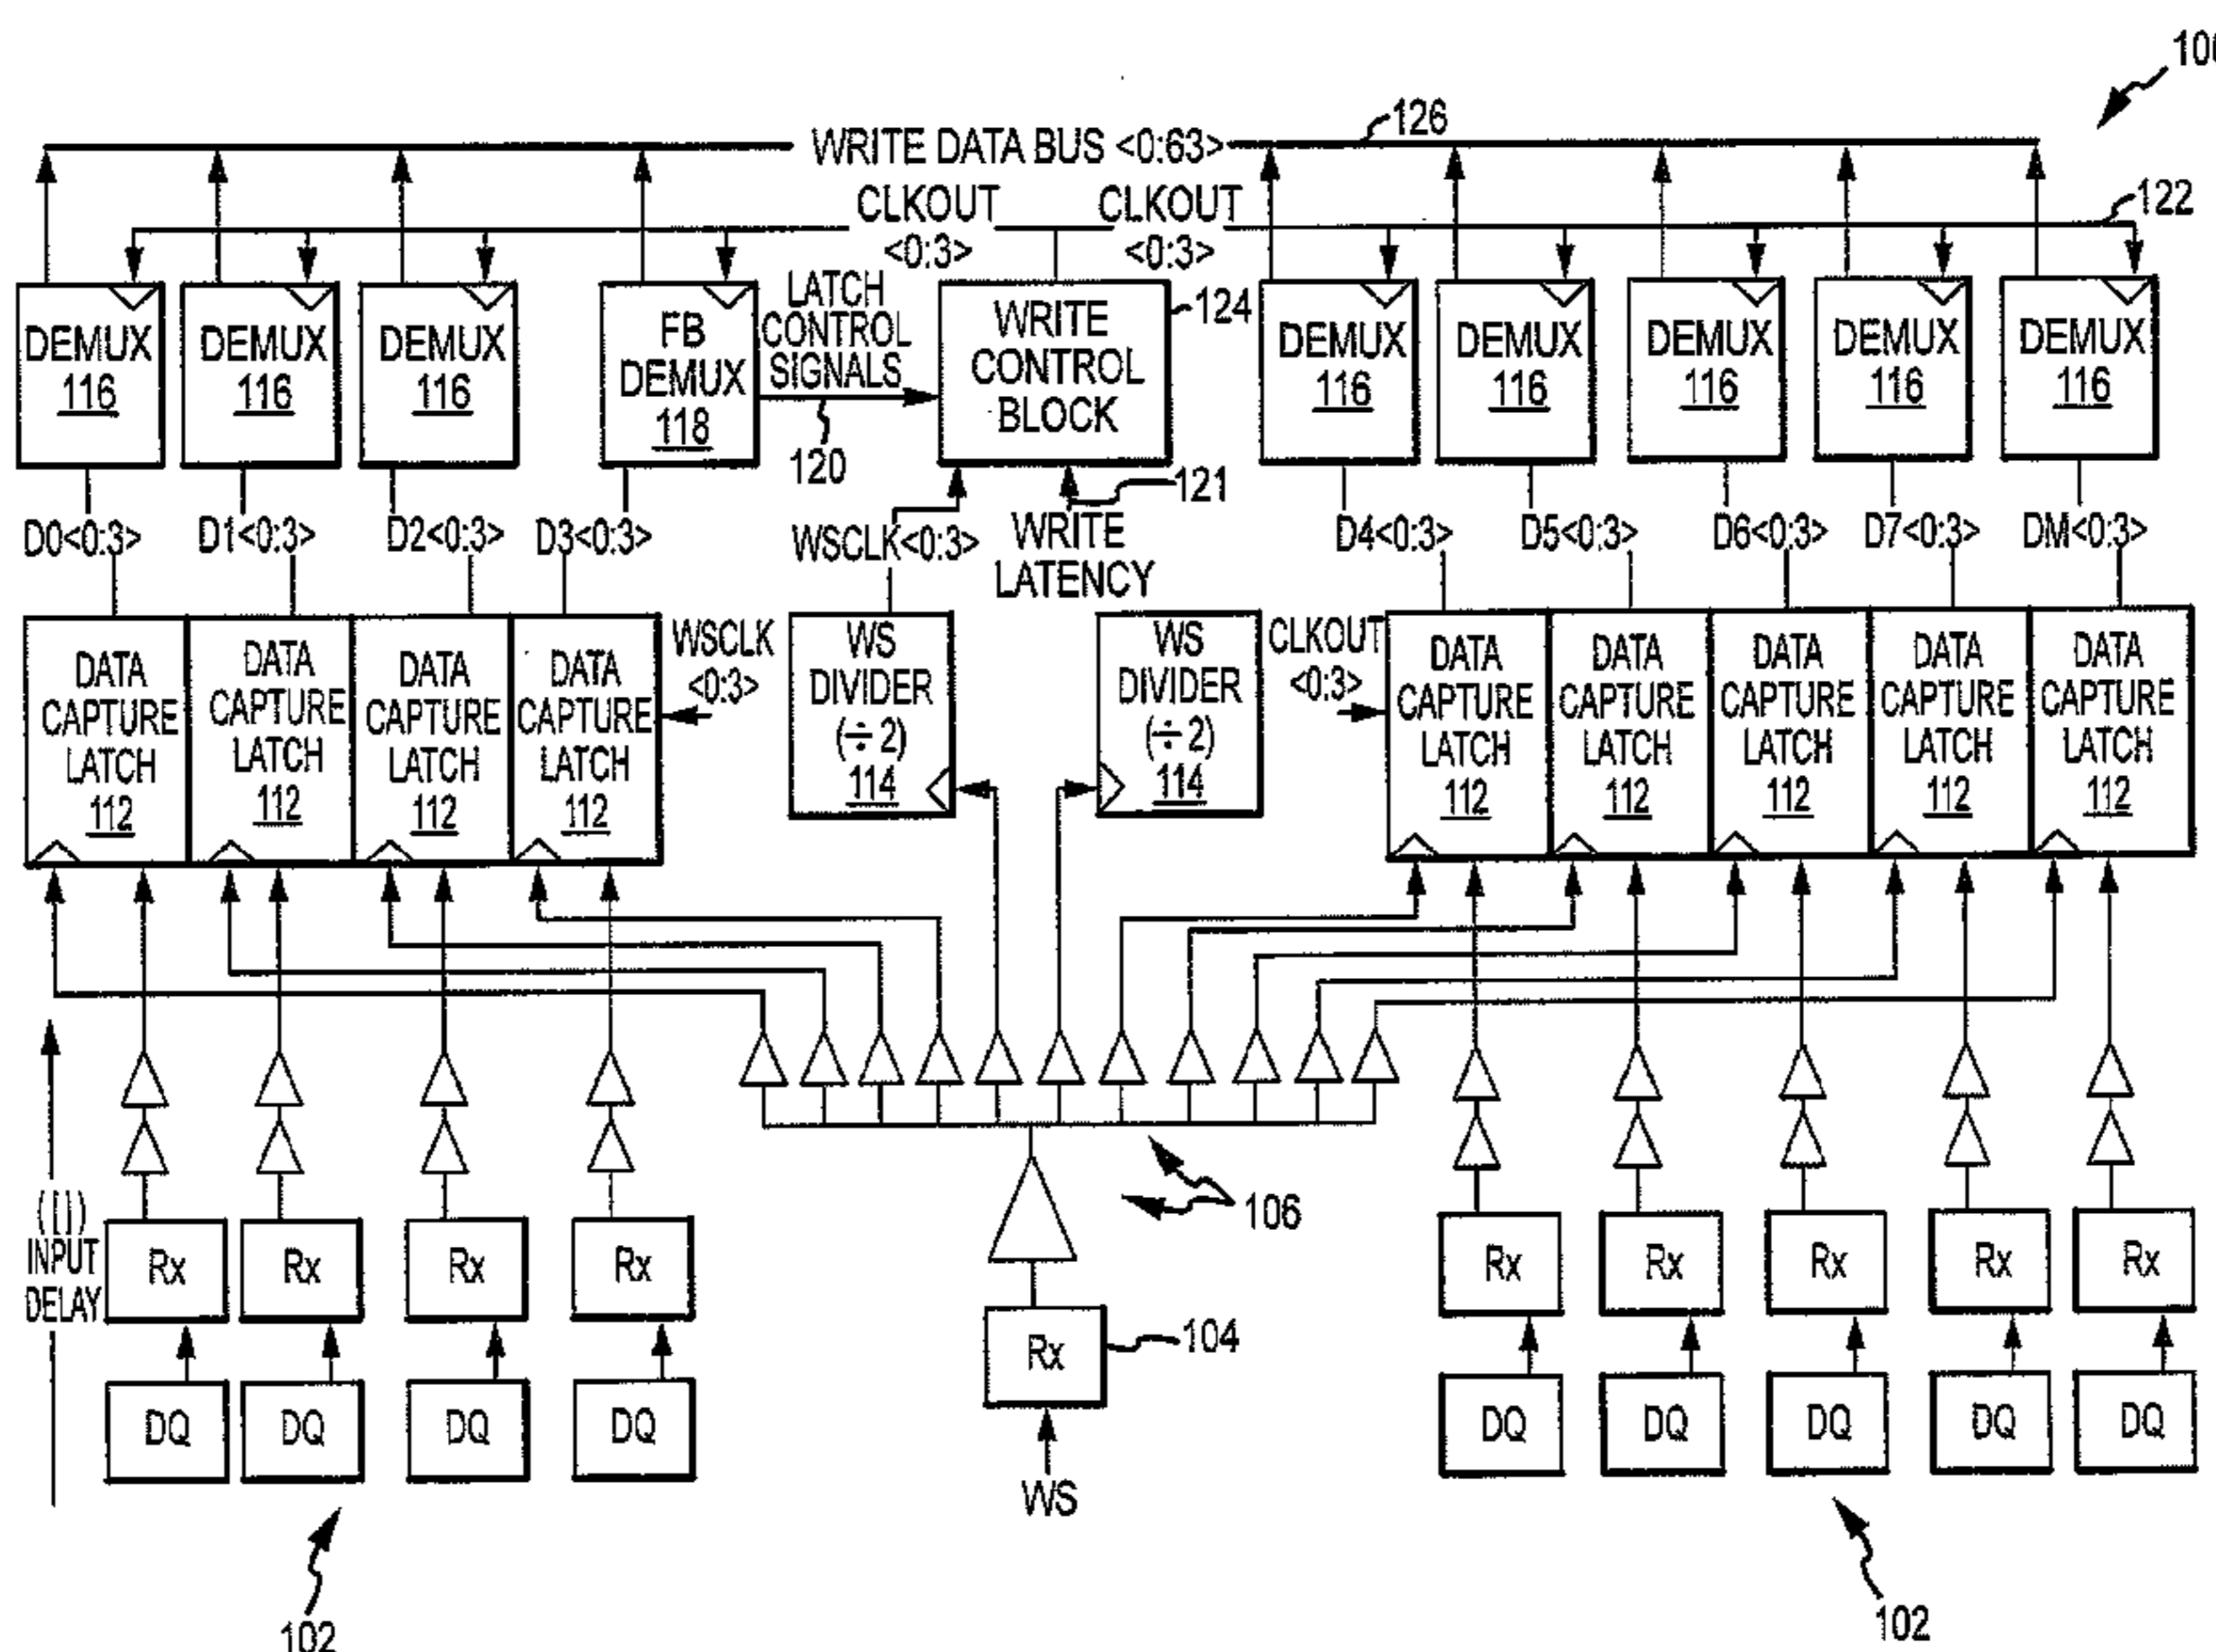 126
WRITE DATA BUS <0:63>
CLKOUT
<0:3>
CLKOUT
<0:3>
122
DEMUX
116
DEMUX
116
DEMUX
116
FB
DEMUX
118
LATCH
CONTROL
SIGNALS
120
WRITE
CONTROL
BLOCK
124
DEMUX
116
DEMUX
116
DEMUX
116
DEMUX
116
DEMUX
116
D0<0:3>
D1<0:3>
D2<0:3>
D3<0:3>
WSCLK<0:3>
121
WRITE
LATENCY
D4<0:3>
D5<0:3>
D6<0:3>
D7<0:3>
DM<0:3>
DATA
CAPTURE
LATCH
112
DATA
CAPTURE
LATCH
112
DATA
CAPTURE
LATCH
112
DATA
CAPTURE
LATCH
112
WSCLK
<0:3>
WS
DIVIDER
(÷2)
114
WS
DIVIDER
(÷2)
114
CLKOUT
<0:3>
DATA
CAPTURE
LATCH
112
DATA
CAPTURE
LATCH
112
DATA
CAPTURE
LATCH
112
DATA
CAPTURE
LATCH
112
DATA
CAPTURE
LATCH
112
106
INPUT
DELAY
Rx
Rx
Rx
Rx
Rx
104
Rx
Rx
Rx
Rx
Rx
DQ
DQ
DQ
DQ
WS
DQ
DQ
DQ
DQ
DQ
102
102